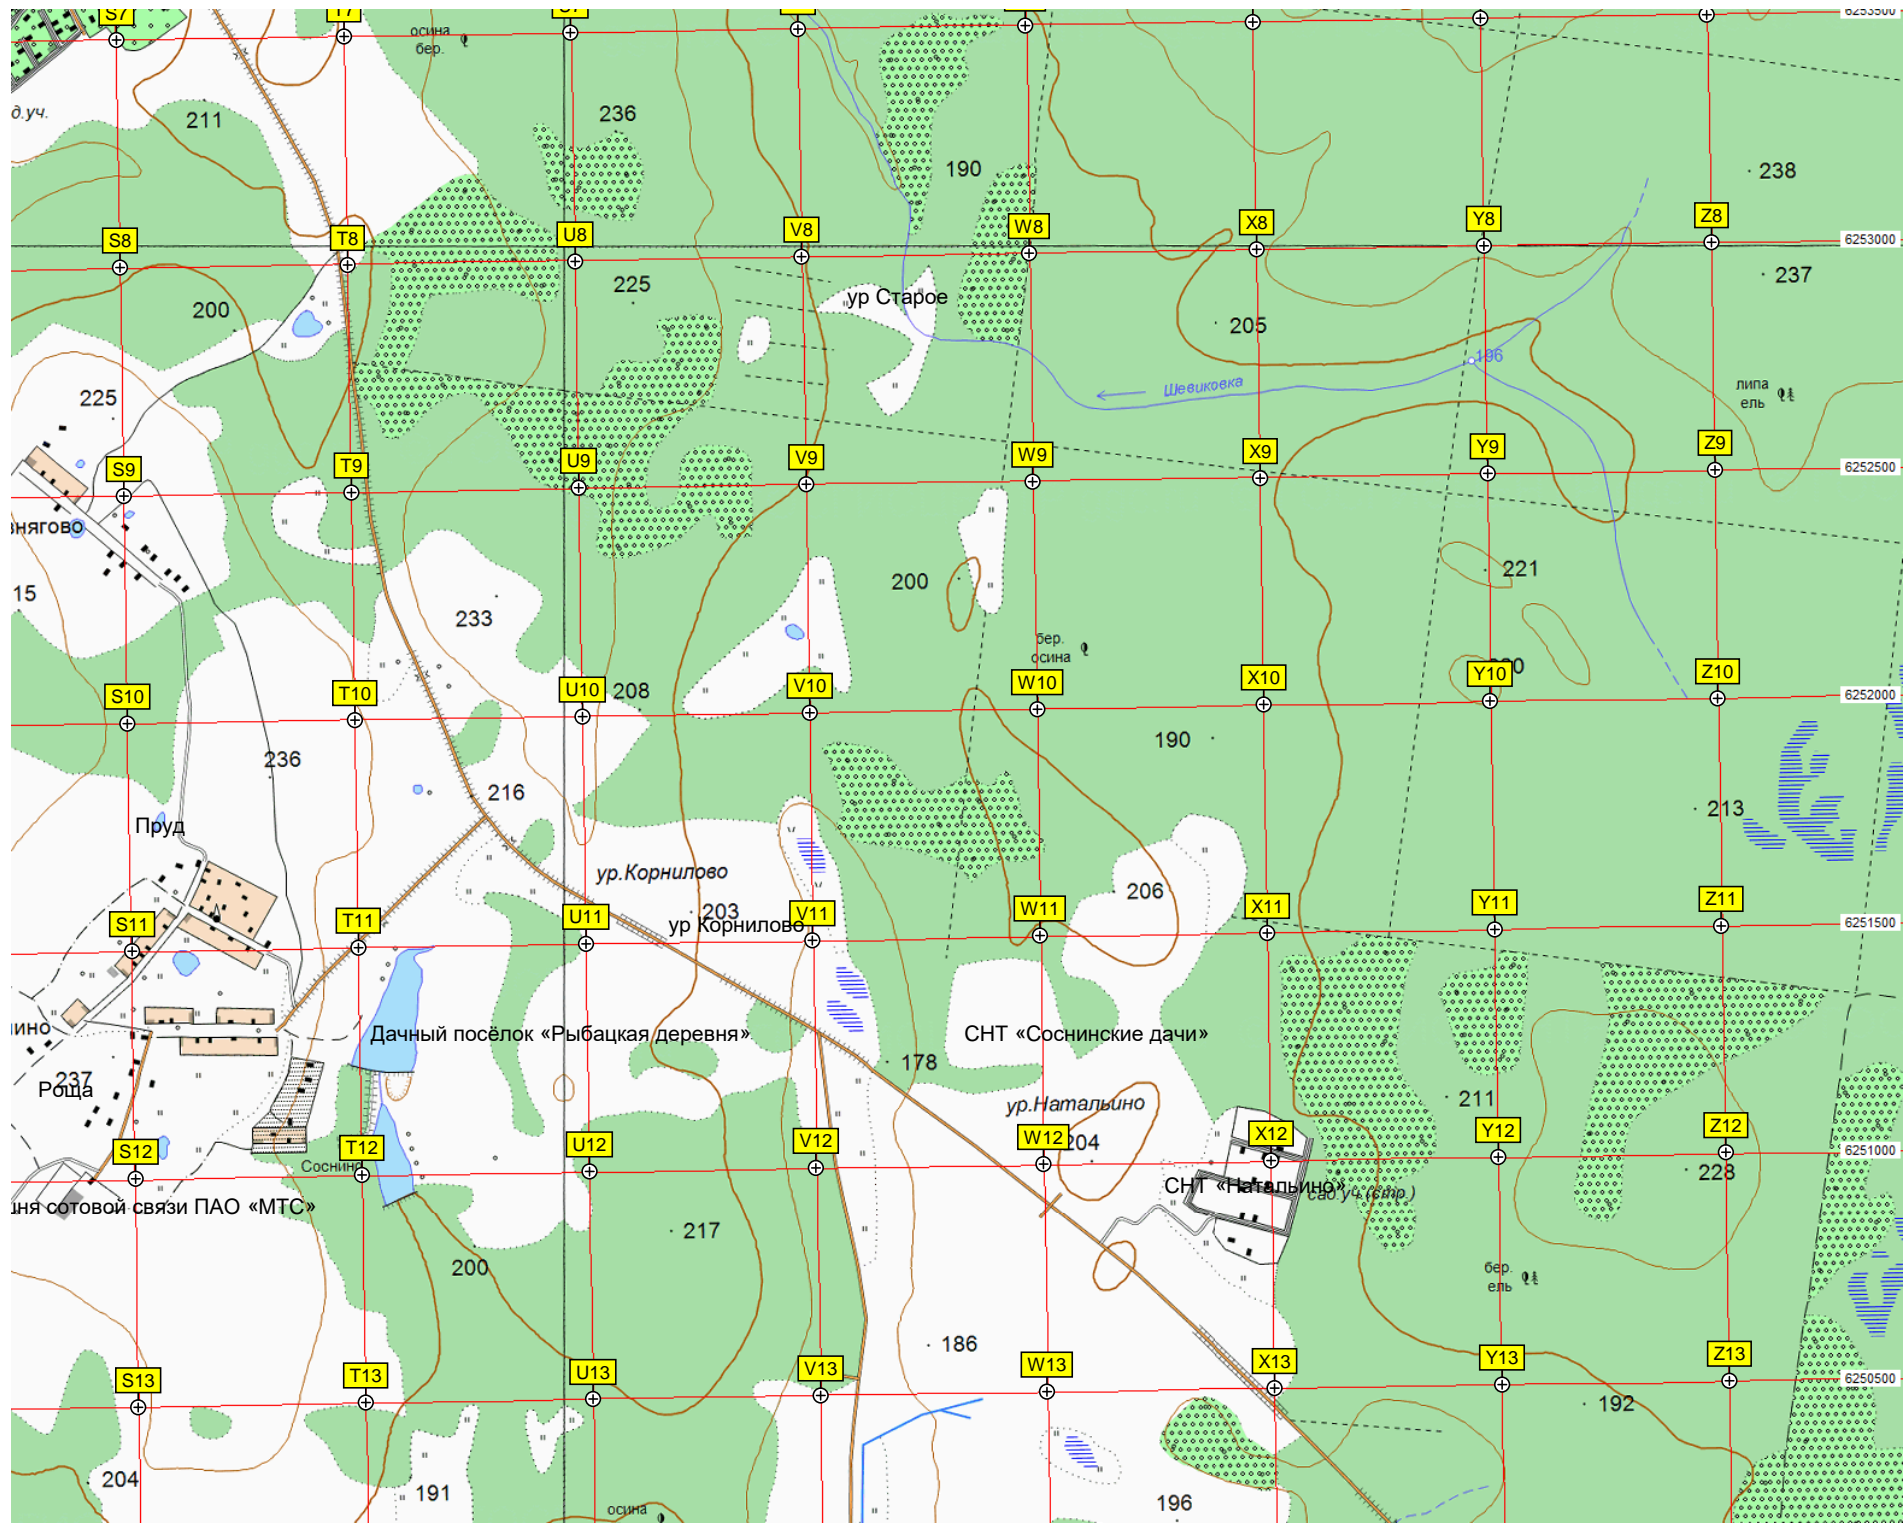 S7
T7
6253500
осина
бер.
д.уч.
211
236
190
238
S8
T8
U8
V8
W8
X8
Y8
Z8
6253000
200
225
ур Старое
205
237
196
Шевиковка
225
липа
ель
S9
T9
U9
V9
W9
X9
Y9
Z9
6252500
внягово
15
233
200
221
бер.
осина
S10
T10
U10
208
V10
W10
X10
Y10
Z10
6252000
236
190
216
213
Пруд
ур.Корнилово
206
203
ур Корнилово
S11
T11
U11
V11
W11
X11
Y11
Z11
6251500
Дачный посёлок «Рыбацкая деревня»
СНТ «Соснинские дачи»
178
237
Роща
ур.Натальино
211
204
S12
T12
U12
V12
W12
X12
Y12
Z12
6251000
Соснино
228
СНТ «Натальино»
сад.уч.(стр.)
шня сотовой связи ПАО «МТС»
217
200
бер.
ель
186
S13
T13
U13
V13
W13
X13
Y13
Z13
6250500
192
204
191
196
осина